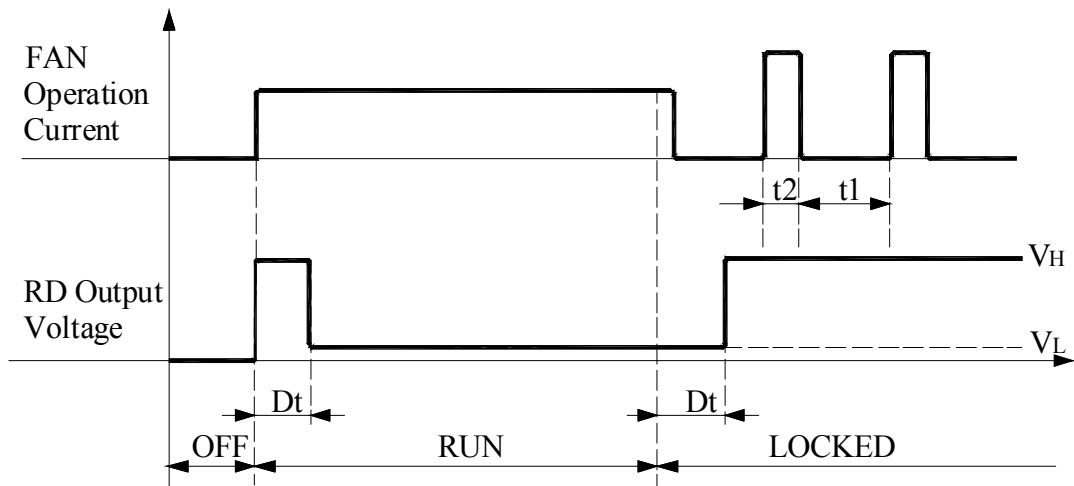 FAN
Operation
Current
t2
t1
VH
RD Output
Voltage
VL
Dt
Dt
OFF
RUN
LOCKED